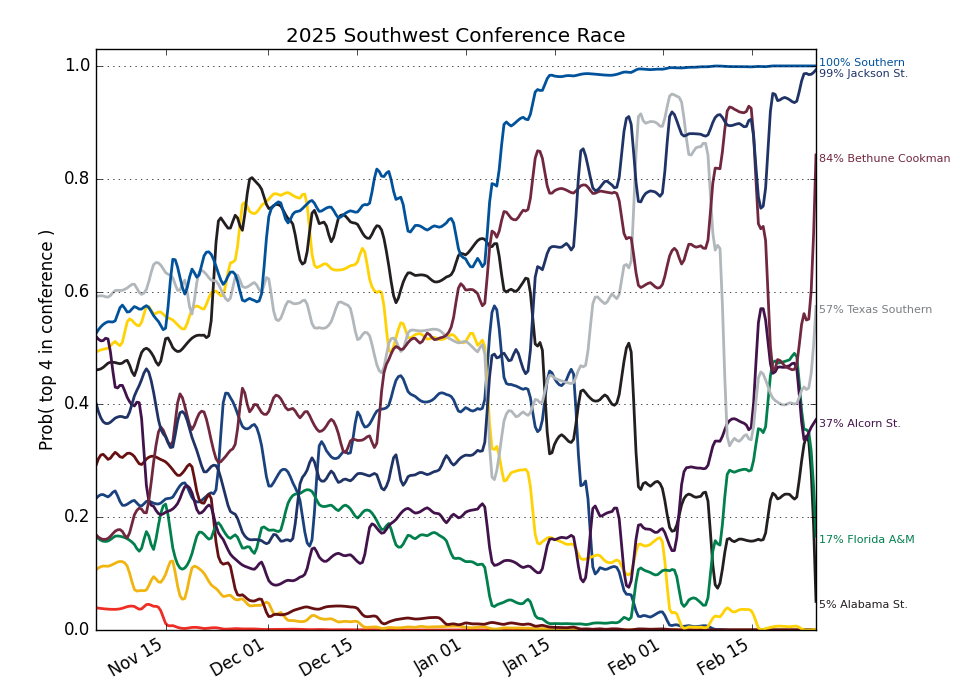 2025 Southwest Conference Race
Prob( top 4 in conference )
1.0
0.8
0.6
0.4
0.2
0.0
Nov 15
Dec 01
Dec 15
Jan 01
Jan 15
Feb 01
Feb 15
100% Southern
99% Jackson St.
84% Bethune Cookman
57% Texas Southern
37% Alcorn St.
17% Florida A&M
5% Alabama St.